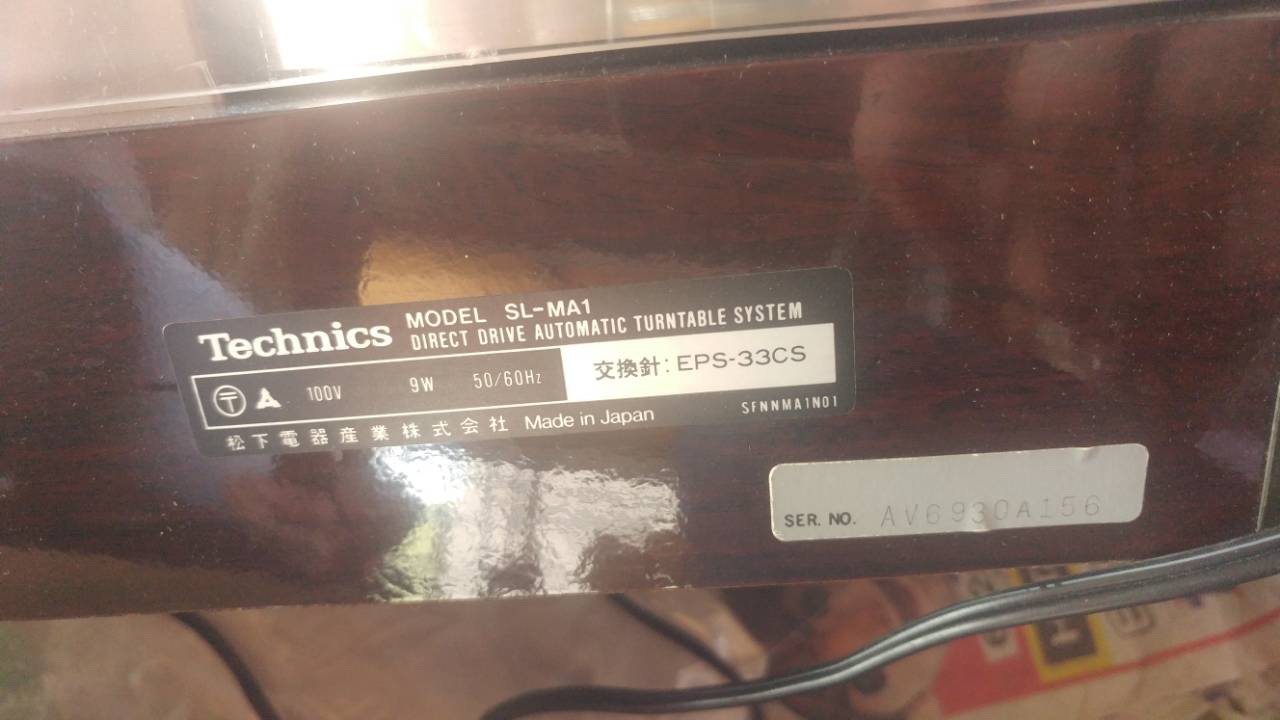 Technics MODEL SL-MA1
DIRECT DRIVE AUTOMATIC TURNTABLE SYSTEM
〒 A 100V 9W 50/60Hz 交換針: EPS-33CS
松下電器産業株式会社 Made in Japan SFNNMA1N01
SER. NO. AV6930A156